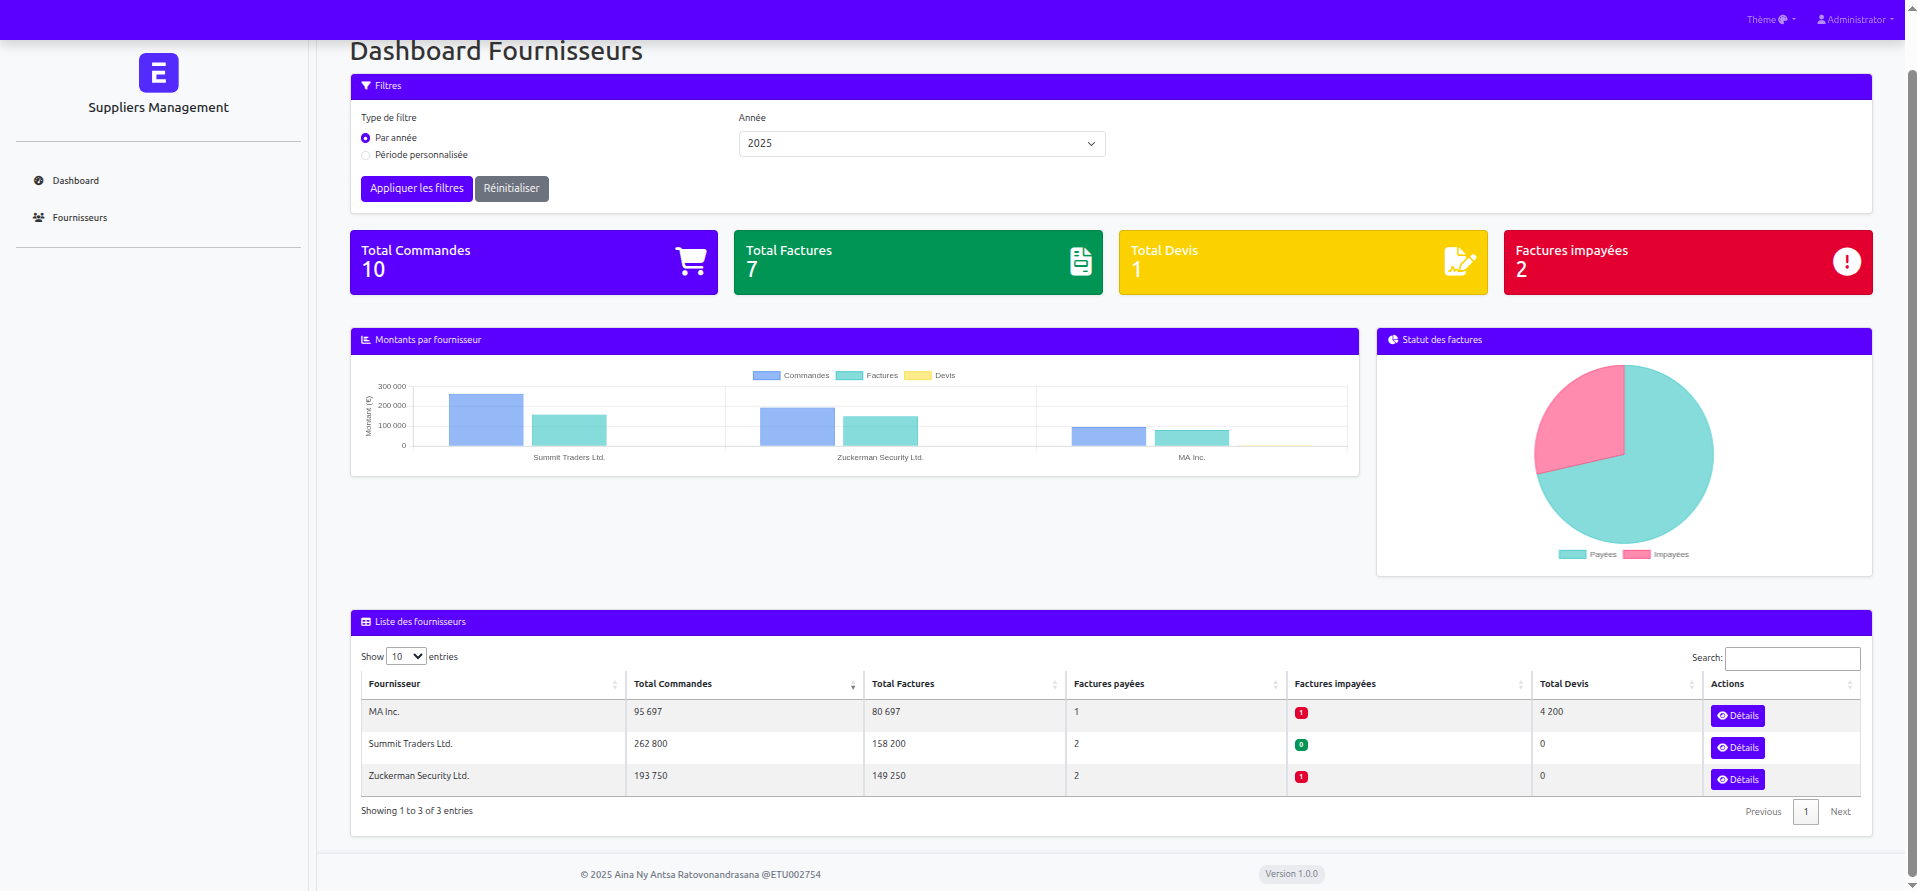 Thème
Administrator
E
Suppliers Management
Dashboard
Fournisseurs
Dashboard Fournisseurs
Filtres
Type de filtre
Année
Par année
2025
Période personnalisée
Appliquer les filtres
Réinitialiser
Total Commandes
10
Total Factures
7
Total Devis
1
Factures impayées
2
Montants par fournisseur
Commandes Factures Devis
Montant (€)
300 000
200 000
100 000
0
Summit Traders Ltd. Zuckerman Security Ltd. MA Inc.
Statut des factures
Payées Impayées
Liste des fournisseurs
Show 10 entries
Search:
Fournisseur Total Commandes Total Factures Factures payées Factures impayées Total Devis Actions
MA Inc. 95 697 80 697 1 1 4 200 Détails
Summit Traders Ltd. 262 800 158 200 2 0 0 Détails
Zuckerman Security Ltd. 193 750 149 250 2 1 0 Détails
Showing 1 to 3 of 3 entries
Previous 1 Next
© 2025 Aina Ny Antsa Ratovonandrasana @ETU002754
Version 1.0.0